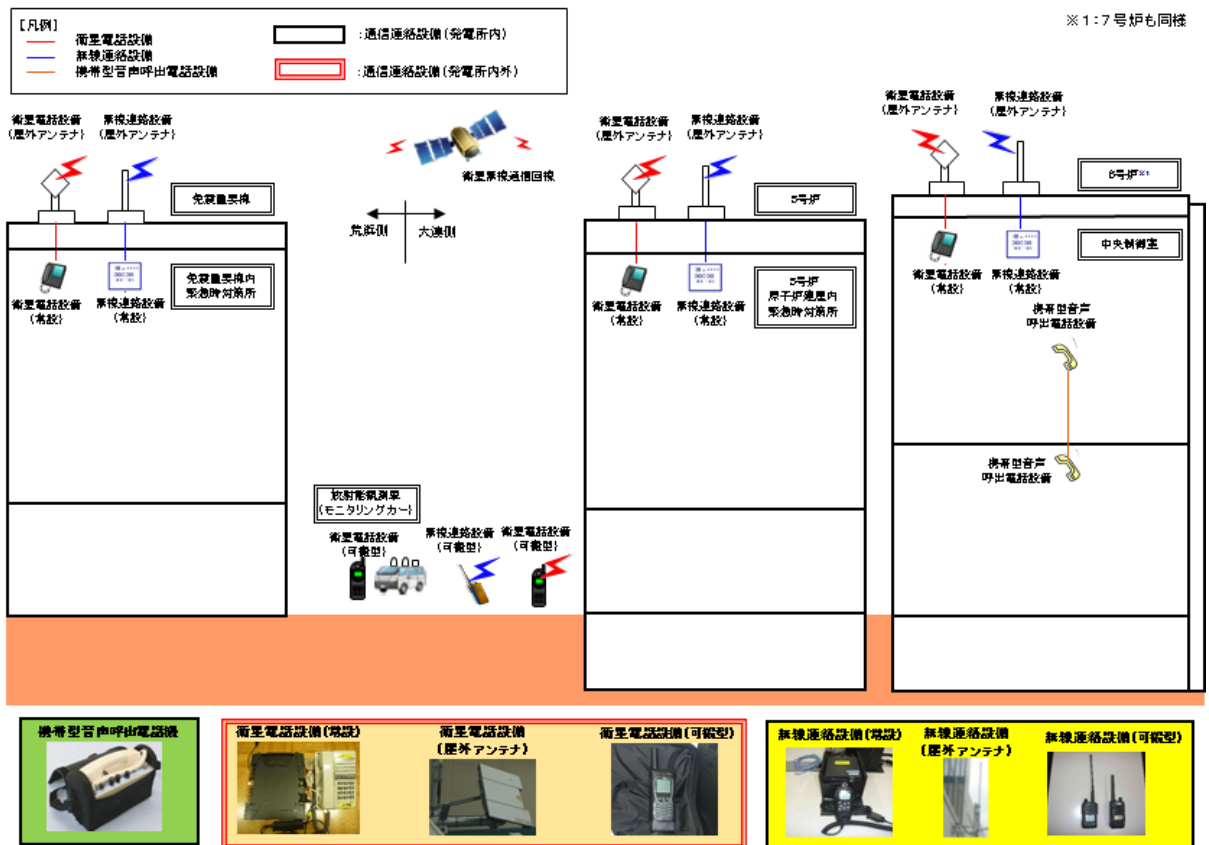 [凡例]
衛星電話設備
無線連絡設備
携帯型音声呼出電話設備
:通信連絡設備(発電所内)
:通信連絡設備(発電所内外)
※1:7号炉も同様
衛星電話設備
(屋外アンテナ)
無線連絡設備
(屋外アンテナ)
免震重要棟
免震重要棟内
緊急時対策所
衛星電話設備
(常設)
無線連絡設備
(常設)
衛星無線通信回線
荒浜側
大湊側
衛星電話設備
(屋外アンテナ)
無線連絡設備
(屋外アンテナ)
5号炉
5号炉
原子炉建屋内
緊急時対策所
衛星電話設備
(常設)
無線連絡設備
(常設)
衛星電話設備
(屋外アンテナ)
無線連絡設備
(屋外アンテナ)
6号炉※1
中央制御室
衛星電話設備
(常設)
無線連絡設備
(常設)
携帯型音声
呼出電話設備
携帯型音声
呼出電話設備
放射能観測車
(モニタリングカー)
衛星電話設備
(可搬型)
無線連絡設備
(可搬型)
衛星電話設備
(可搬型)
携帯型音声呼出電話機
衛星電話設備(常設)
衛星電話設備
(屋外アンテナ)
衛星電話設備(可搬型)
無線連絡設備(常設)
無線連絡設備
(屋外アンテナ)
無線連絡設備(可搬型)